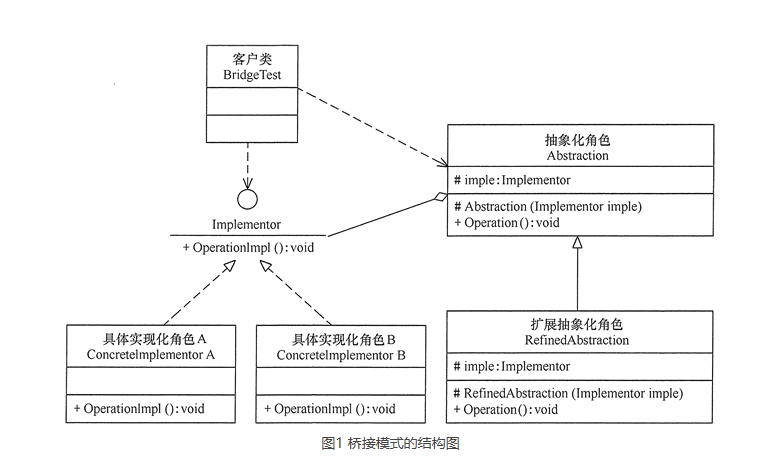 客户类
BridgeTest
抽象化角色
Abstraction
# imple:Implementor
# Abstraction (Implementor imple)
+ Operation():void
Implementor
+ OperationImpl ():void
具体实现化角色A
ConcreteImplementor A
+ OperationImpl ():void
具体实现化角色B
ConcreteImplementor B
+ OperationImpl ():void
扩展抽象化角色
RefinedAbstraction
# imple:Implementor
# RefinedAbstraction (Implementor imple)
+ Operation():void
图1 桥接模式的结构图